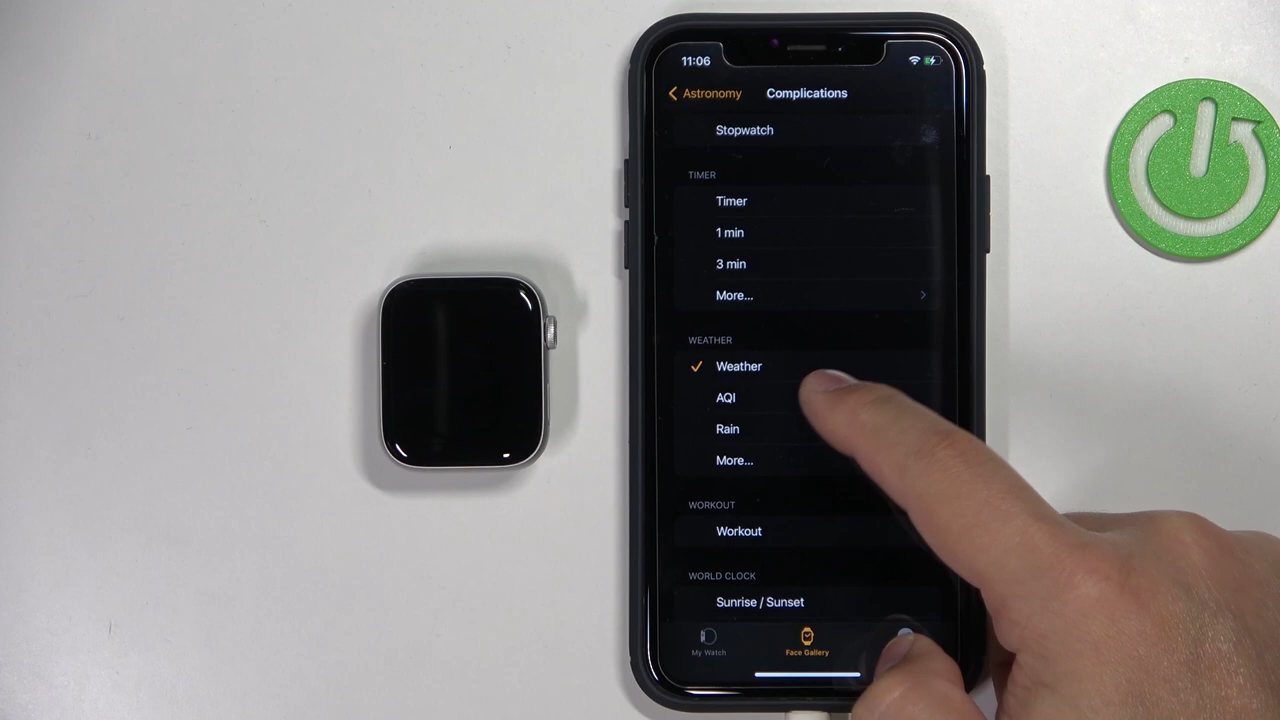 11:06
Astronomy
Complications
Stopwatch
TIMER
Timer
1 min
3 min
More...
WEATHER
Weather
AQI
Rain
More...
WORKOUT
Workout
WORLD CLOCK
Sunrise / Sunset
My Watch
Face Gallery